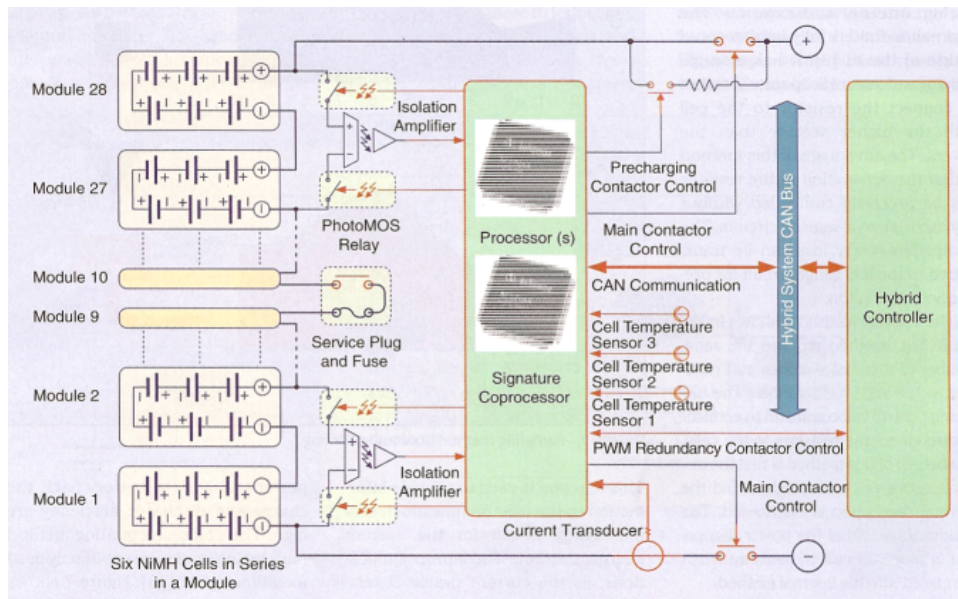 Module 28
Module 27
Module 10
Module 9
Module 2
Module 1
Six NiMH Cells in Series
in a Module
Isolation
Amplifier
PhotoMOS
Relay
Service Plug
and Fuse
Isolation
Amplifier
Processor (s)
Signature
Coprocessor
Precharging
Contactor Control
Main Contactor
Control
CAN Communication
Cell Temperature
Sensor 3
Cell Temperature
Sensor 2
Cell Temperature
Sensor 1
PWM Redundancy Contactor Control
Main Contactor
Control
Current Transducer
Hybrid System CAN Bus
Hybrid
Controller